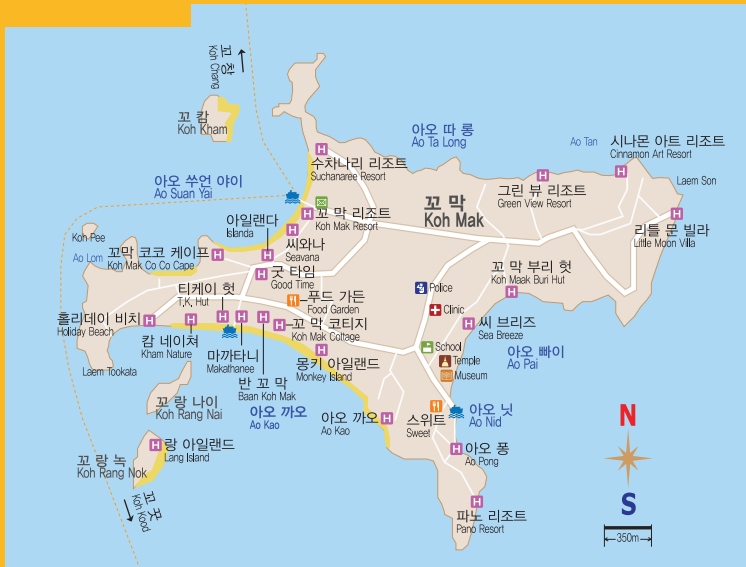 꼬 창
Koh Chang
꼬 캄
Koh Kham
아오 따 롱
Ao Ta Long
Ao Tan
시나몬 아트 리조트
Cinnamon Art Resort
수차나리 리조트
Suchanaree Resort
그린 뷰 리조트
Green View Resort
Laem Son
아오 쑤언 야이
Ao Suan Yai
꼬 막
Koh Mak
아일랜다
Islanda
꼬 막 리조트
Koh Mak Resort
리틀 문 빌라
Little Moon Villa
Koh Pee
씨와나
Seavana
꼬막 코코 케이프
Koh Mak Co Co Cape
Ao Lom
굿 타임
Good Time
꼬 막 부리 헛
Koh Maak Buri Hut
티케이 헛
T.K. Hut
푸드 가든
Food Garden
Police
Clinic
홀리데이 비치
Holiday Beach
꼬 막 코티지
Koh Mak Cottage
씨 브리즈
Sea Breeze
캄 네이쳐
Kham Nature
마까타니
Makathanee
School
아오 빠이
Ao Pai
몽키 아일랜드
Monkey Island
Temple
Laem Tookata
반 꼬 막
Baan Koh Mak
Museum
꼬 랑 나이
Koh Rang Nai
아오 까오
Ao Kao
아오 까오
Ao Kao
스위트
Sweet
아오 닛
Ao Nid
랑 아일랜드
Lang Island
아오 퐁
Ao Pong
꼬 랑 녹
Koh Rang Nok
꼬 꿋
Koh Kood
파노 리조트
Pano Resort
N
S
350m